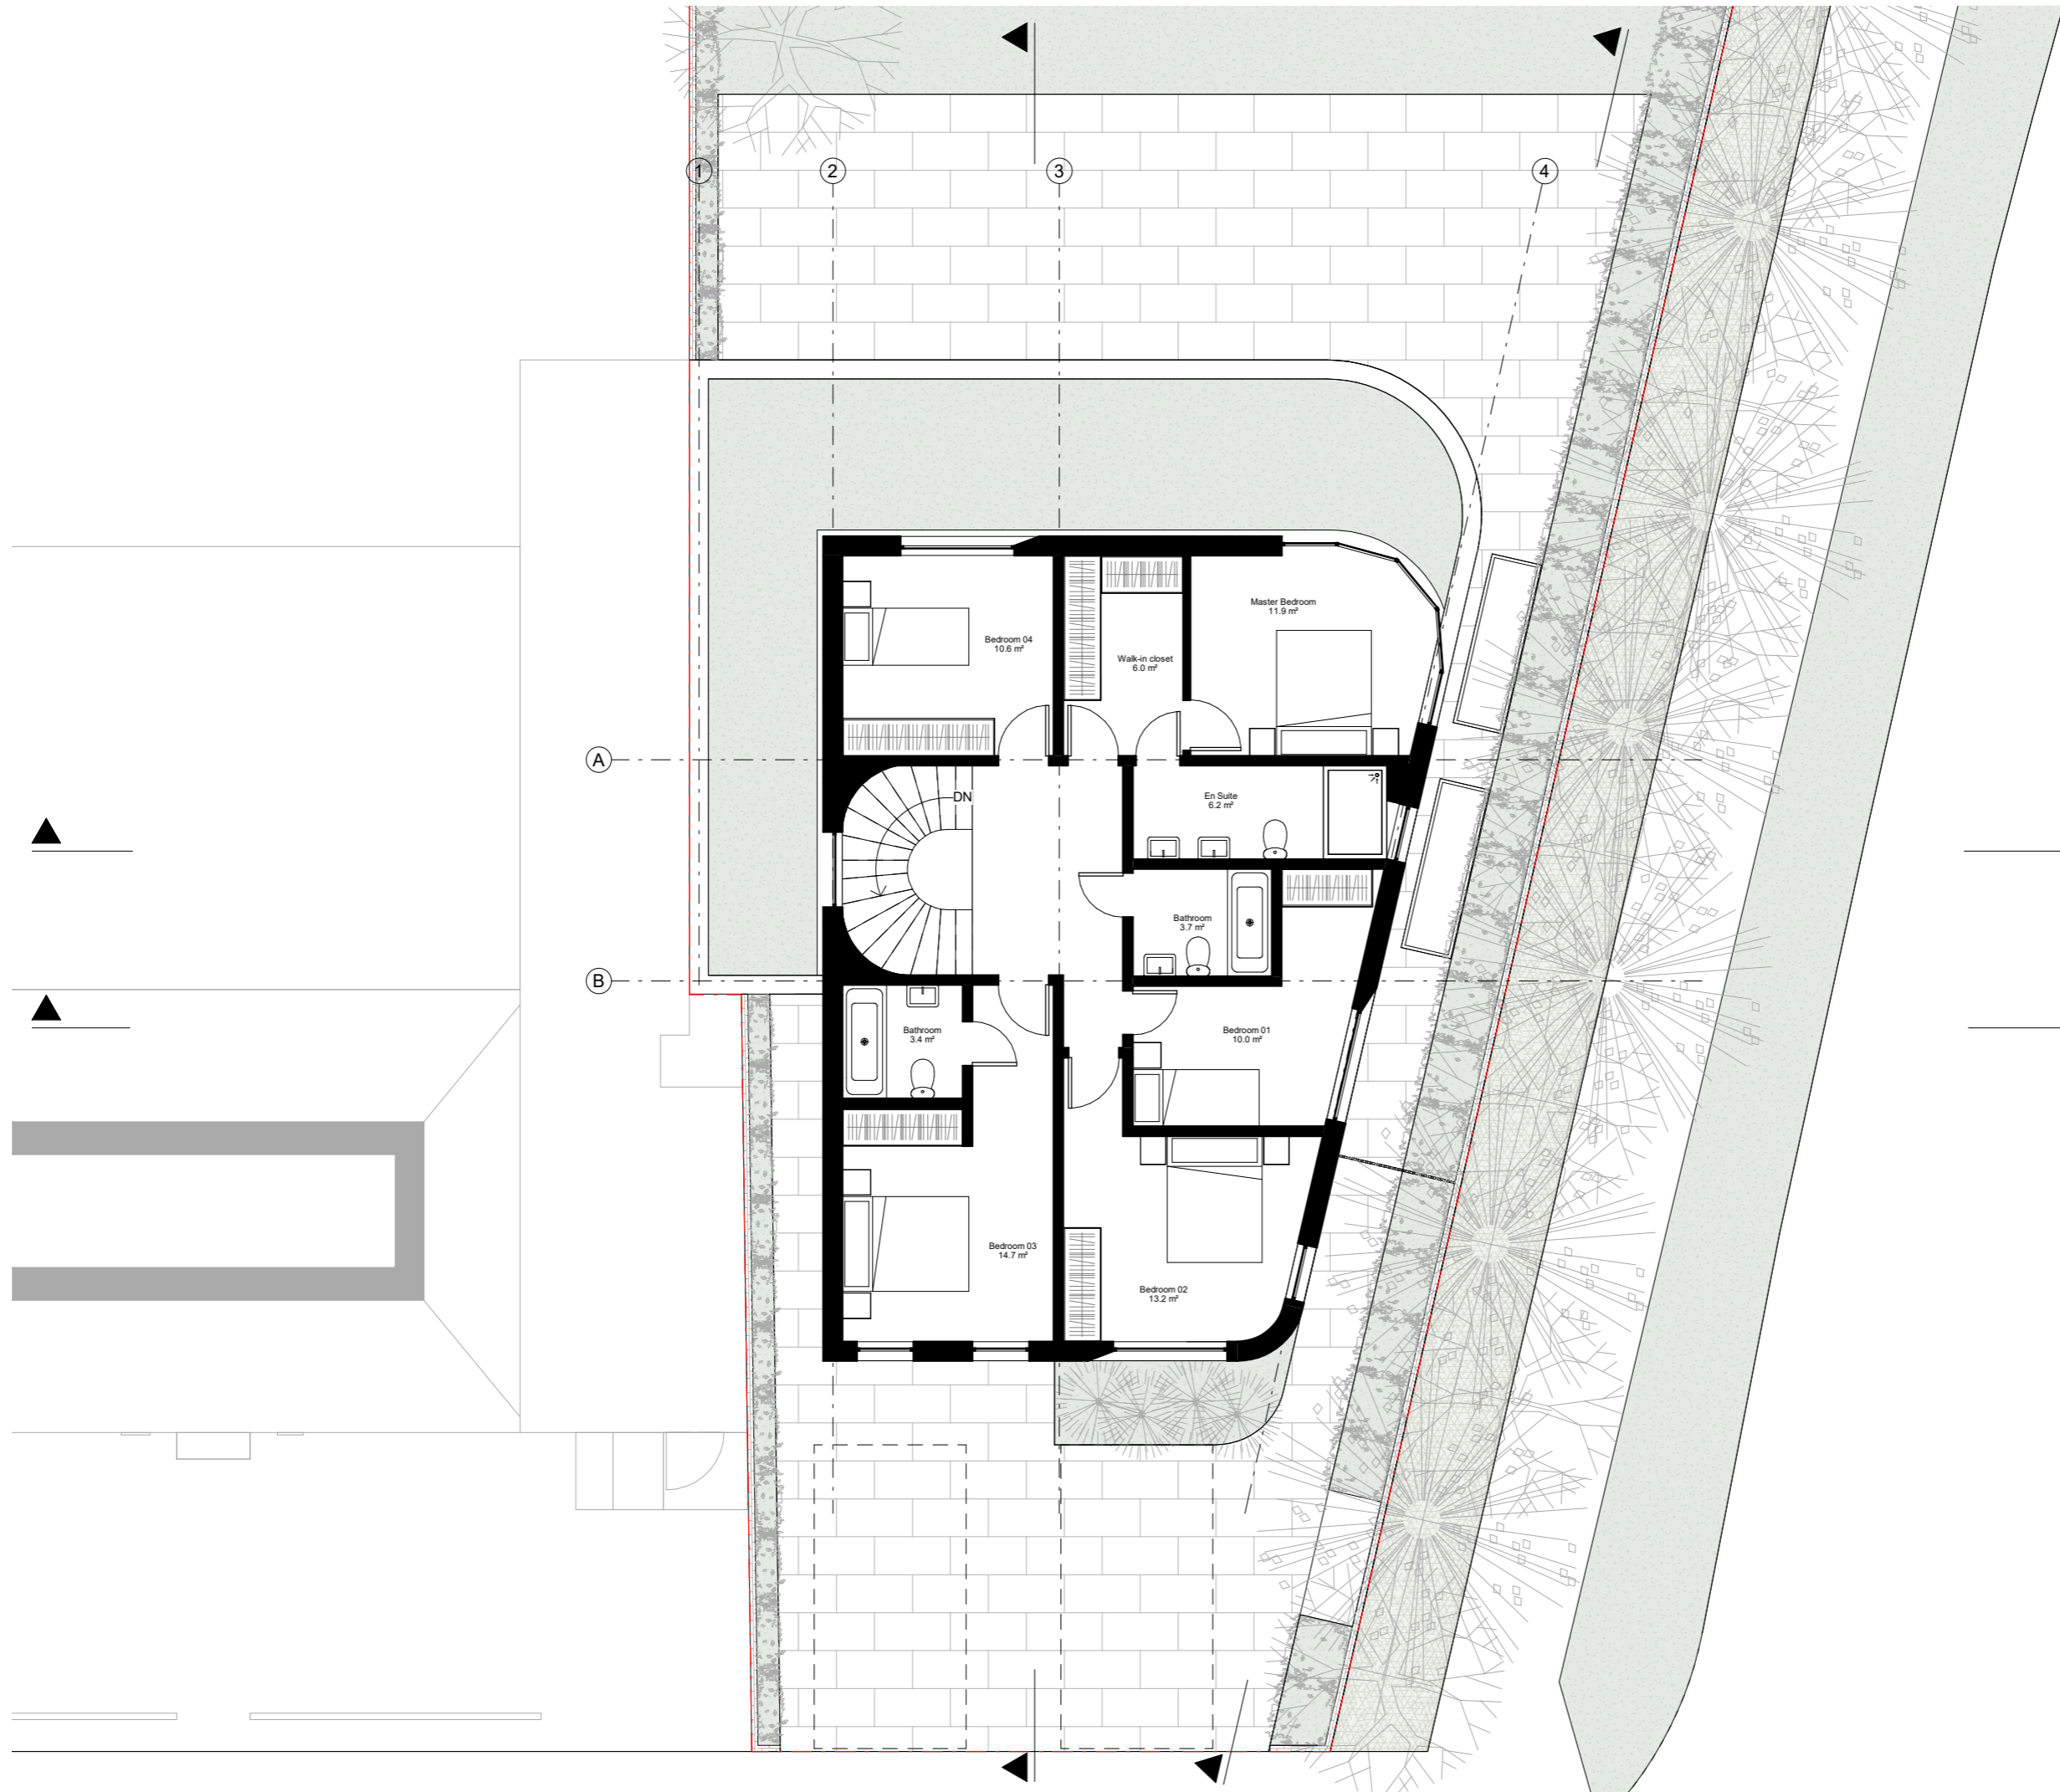 1
2
3
4
Master Bedroom
11.9 m²
Bedroom 04
10.6 m²
Walk-in closet
6.0 m²
A
DN
En Suite
6.2 m²
Bathroom
3.7 m²
B
Bathroom
3.4 m²
Bedroom 01
10.0 m²
Bedroom 03
14.7 m²
Bedroom 02
13.2 m²